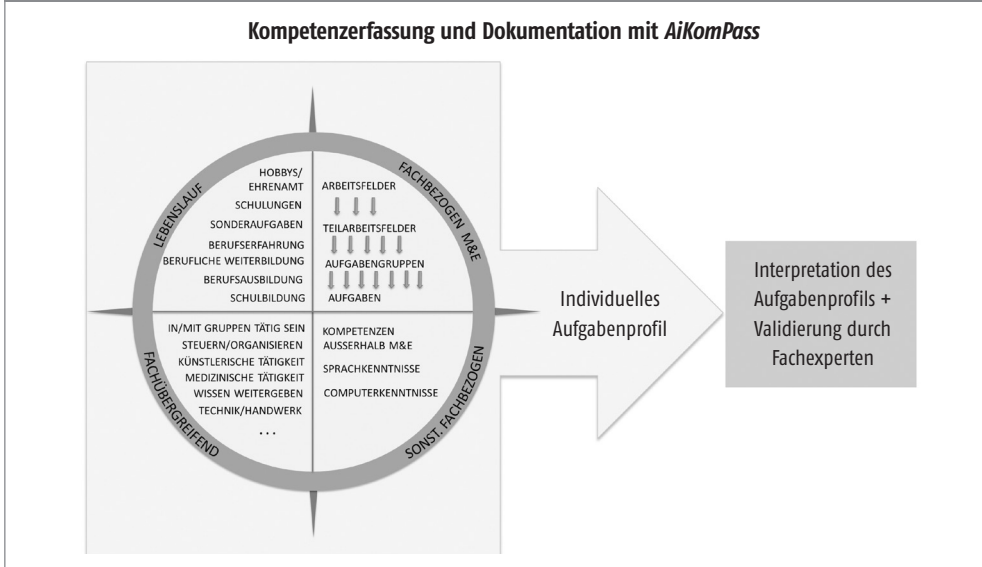 Kompetenzerfassung und Dokumentation mit AiKomPass
LEBENSLAUF
HOBBYS/
EHRENAMT
SCHULUNGEN
SONDERAUFGABEN
BERUFSERFAHRUNG
BERUFLICHE WEITERBILDUNG
BERUFSAUSBILDUNG
SCHULBILDUNG
FACHBEZOGEN M&E
ARBEITSFELDER
TEILARBEITSFELDER
AUFGABENGRUPPEN
AUFGABEN
FACHÜBERGREIFEND
IN/MIT GRUPPEN TÄTIG SEIN
STEUERN/ORGANISIEREN
KÜNSTLERISCHE TÄTIGKEIT
MEDIZINISCHE TÄTIGKEIT
WISSEN WEITERGEBEN
TECHNIK/HANDWERK
...
SONST. FACHBEZOGEN
KOMPETENZEN
AUSSERHALB M&E
SPRACHKENNTNISSE
COMPUTERKENNTNISSE
Individuelles
Aufgabenprofil
Interpretation des
Aufgabenprofils +
Validierung durch
Fachexperten